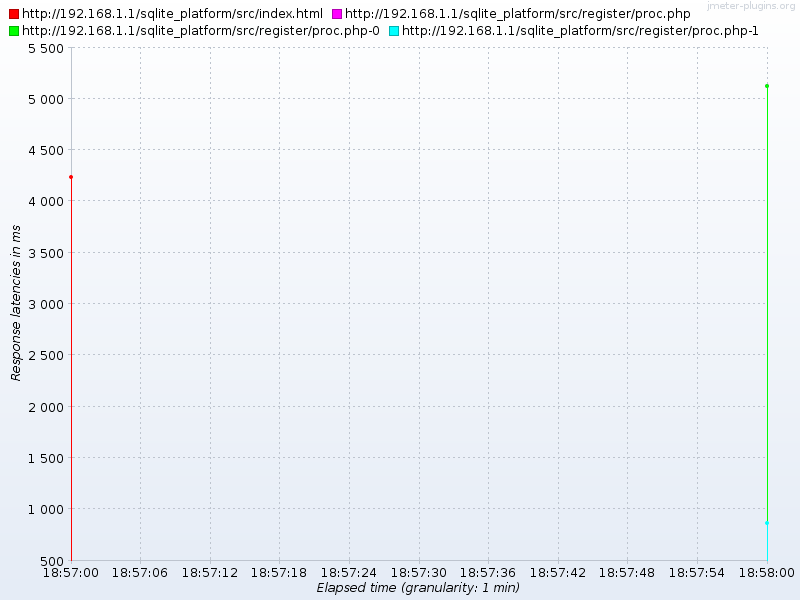 http://192.168.1.1/sqlite_platform/src/index.html http://192.168.1.1/sqlite_platform/src/register/proc.php
jmeter-plugins.org
http://192.168.1.1/sqlite_platform/src/register/proc.php-0 http://192.168.1.1/sqlite_platform/src/register/proc.php-1
5 500
5 000
4 500
4 000
3 500
3 000
2 500
2 000
1 500
1 000
500
Response latencies in ms
18:57:00 18:57:06 18:57:12 18:57:18 18:57:24 18:57:30 18:57:36 18:57:42 18:57:48 18:57:54 18:58:00
Elapsed time (granularity: 1 min)